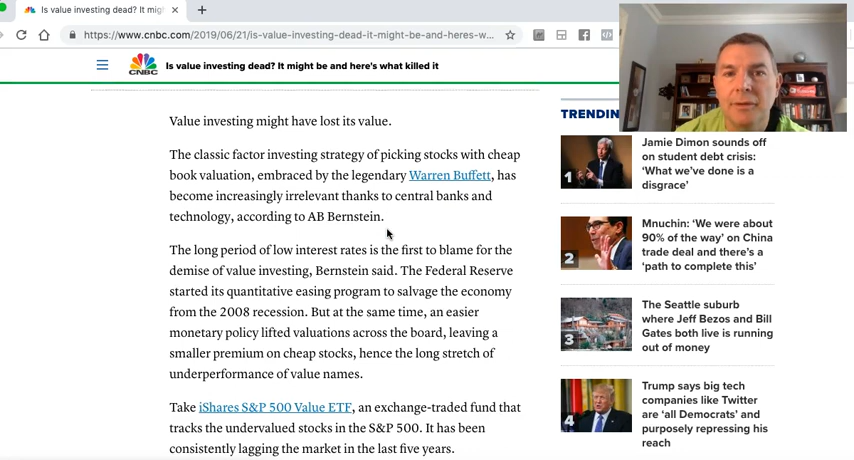 Is value investing dead? It mig
https://www.cnbc.com/2019/06/21/is-value-investing-dead-it-might-be-and-heres-w...
CNBC
Is value investing dead? It might be and here's what killed it
Value investing might have lost its value.
The classic factor investing strategy of picking stocks with cheap
book valuation, embraced by the legendary Warren Buffett, has
become increasingly irrelevant thanks to central banks and
technology, according to AB Bernstein.
The long period of low interest rates is the first to blame for the
demise of value investing, Bernstein said. The Federal Reserve
started its quantitative easing program to salvage the economy
from the 2008 recession. But at the same time, an easier
monetary policy lifted valuations across the board, leaving a
smaller premium on cheap stocks, hence the long stretch of
underperformance of value names.
Take iShares S&P 500 Value ETF, an exchange-traded fund that
tracks the undervalued stocks in the S&P 500. It has been
consistently lagging the market in the last five years.
TRENDIN
1
Jamie Dimon sounds off
on student debt crisis:
'What we've done is a
disgrace'
2
Mnuchin: 'We were about
90% of the way' on China
trade deal and there's a
'path to complete this'
3
The Seattle suburb
where Jeff Bezos and Bill
Gates both live is running
out of money
4
Trump says big tech
companies like Twitter
are 'all Democrats' and
purposely repressing his
reach